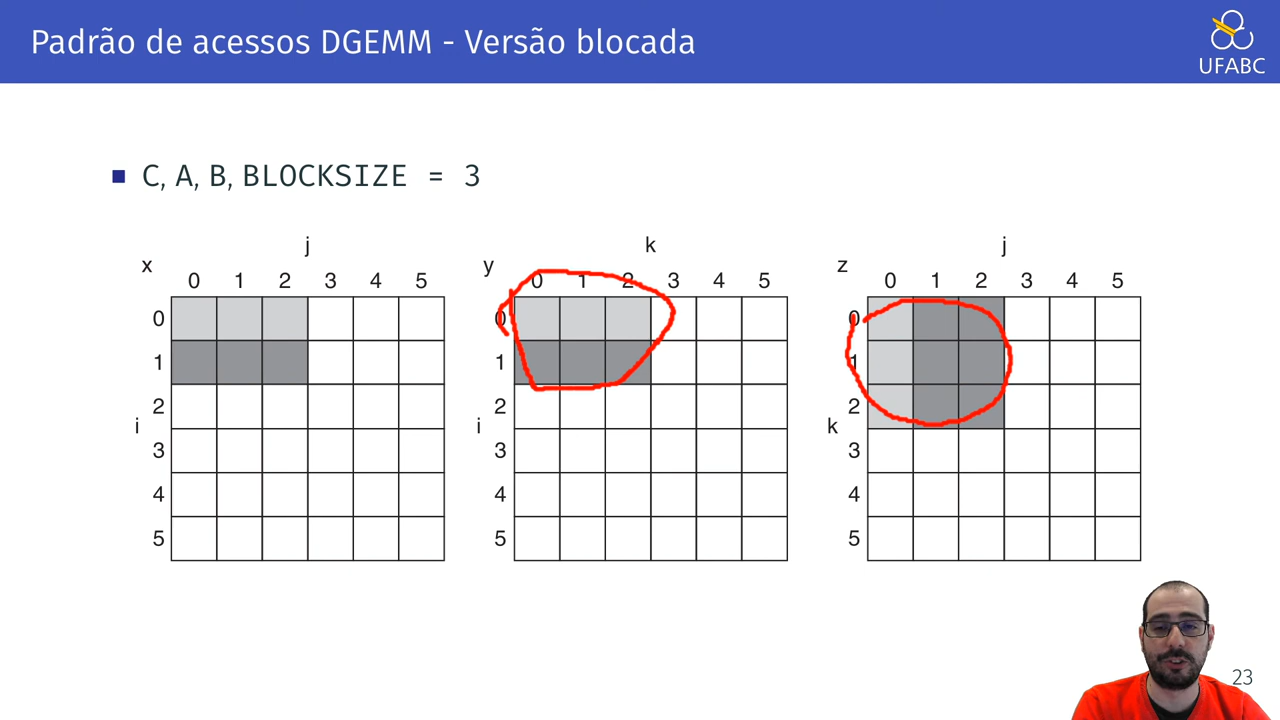 Padrão de acessos DGEMM - Versão blocada
UFABC
C, A, B, BLOCKSIZE = 3
x
j
0 1 2 3 4 5
i
0
1
2
3
4
5
y
k
0 1 2 3 4 5
i
0
1
2
3
4
5
z
j
0 1 2 3 4 5
k
0
1
2
3
4
5
23